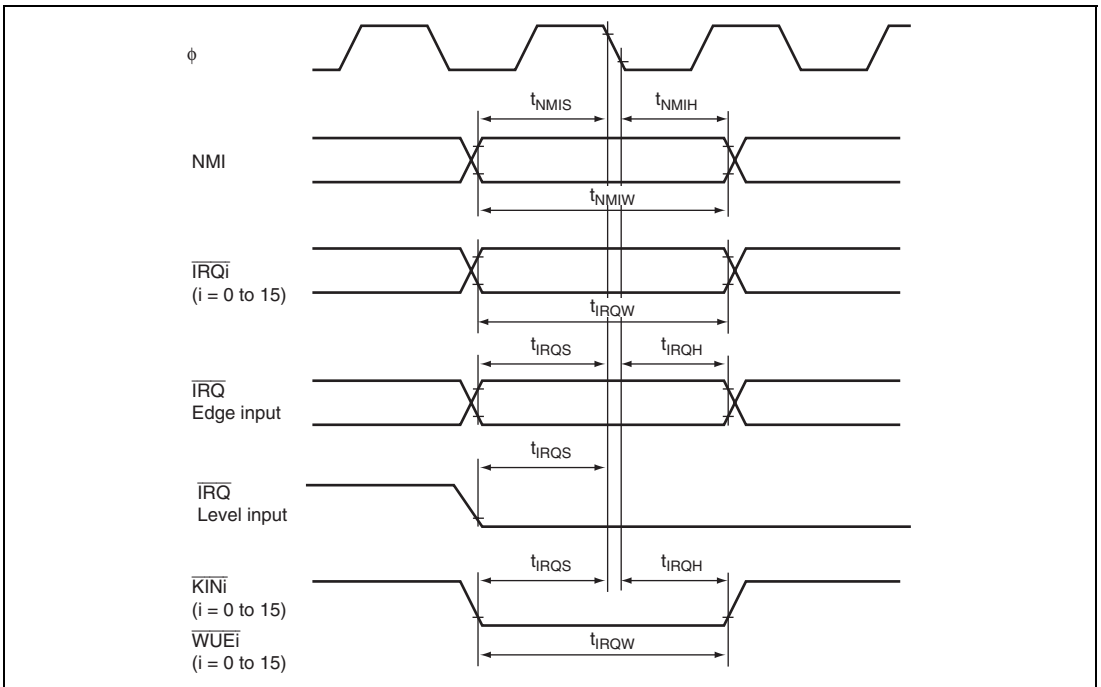 ϕ
tNMIS tNMIH
NMI
tNMIW
IRQi
(i = 0 to 15)
tIRQW
tIRQS tIRQH
IRQ
Edge input
tIRQS
IRQ
Level input
tIRQS tIRQH
KINi
(i = 0 to 15)
WUEi
(i = 0 to 15)
tIRQW